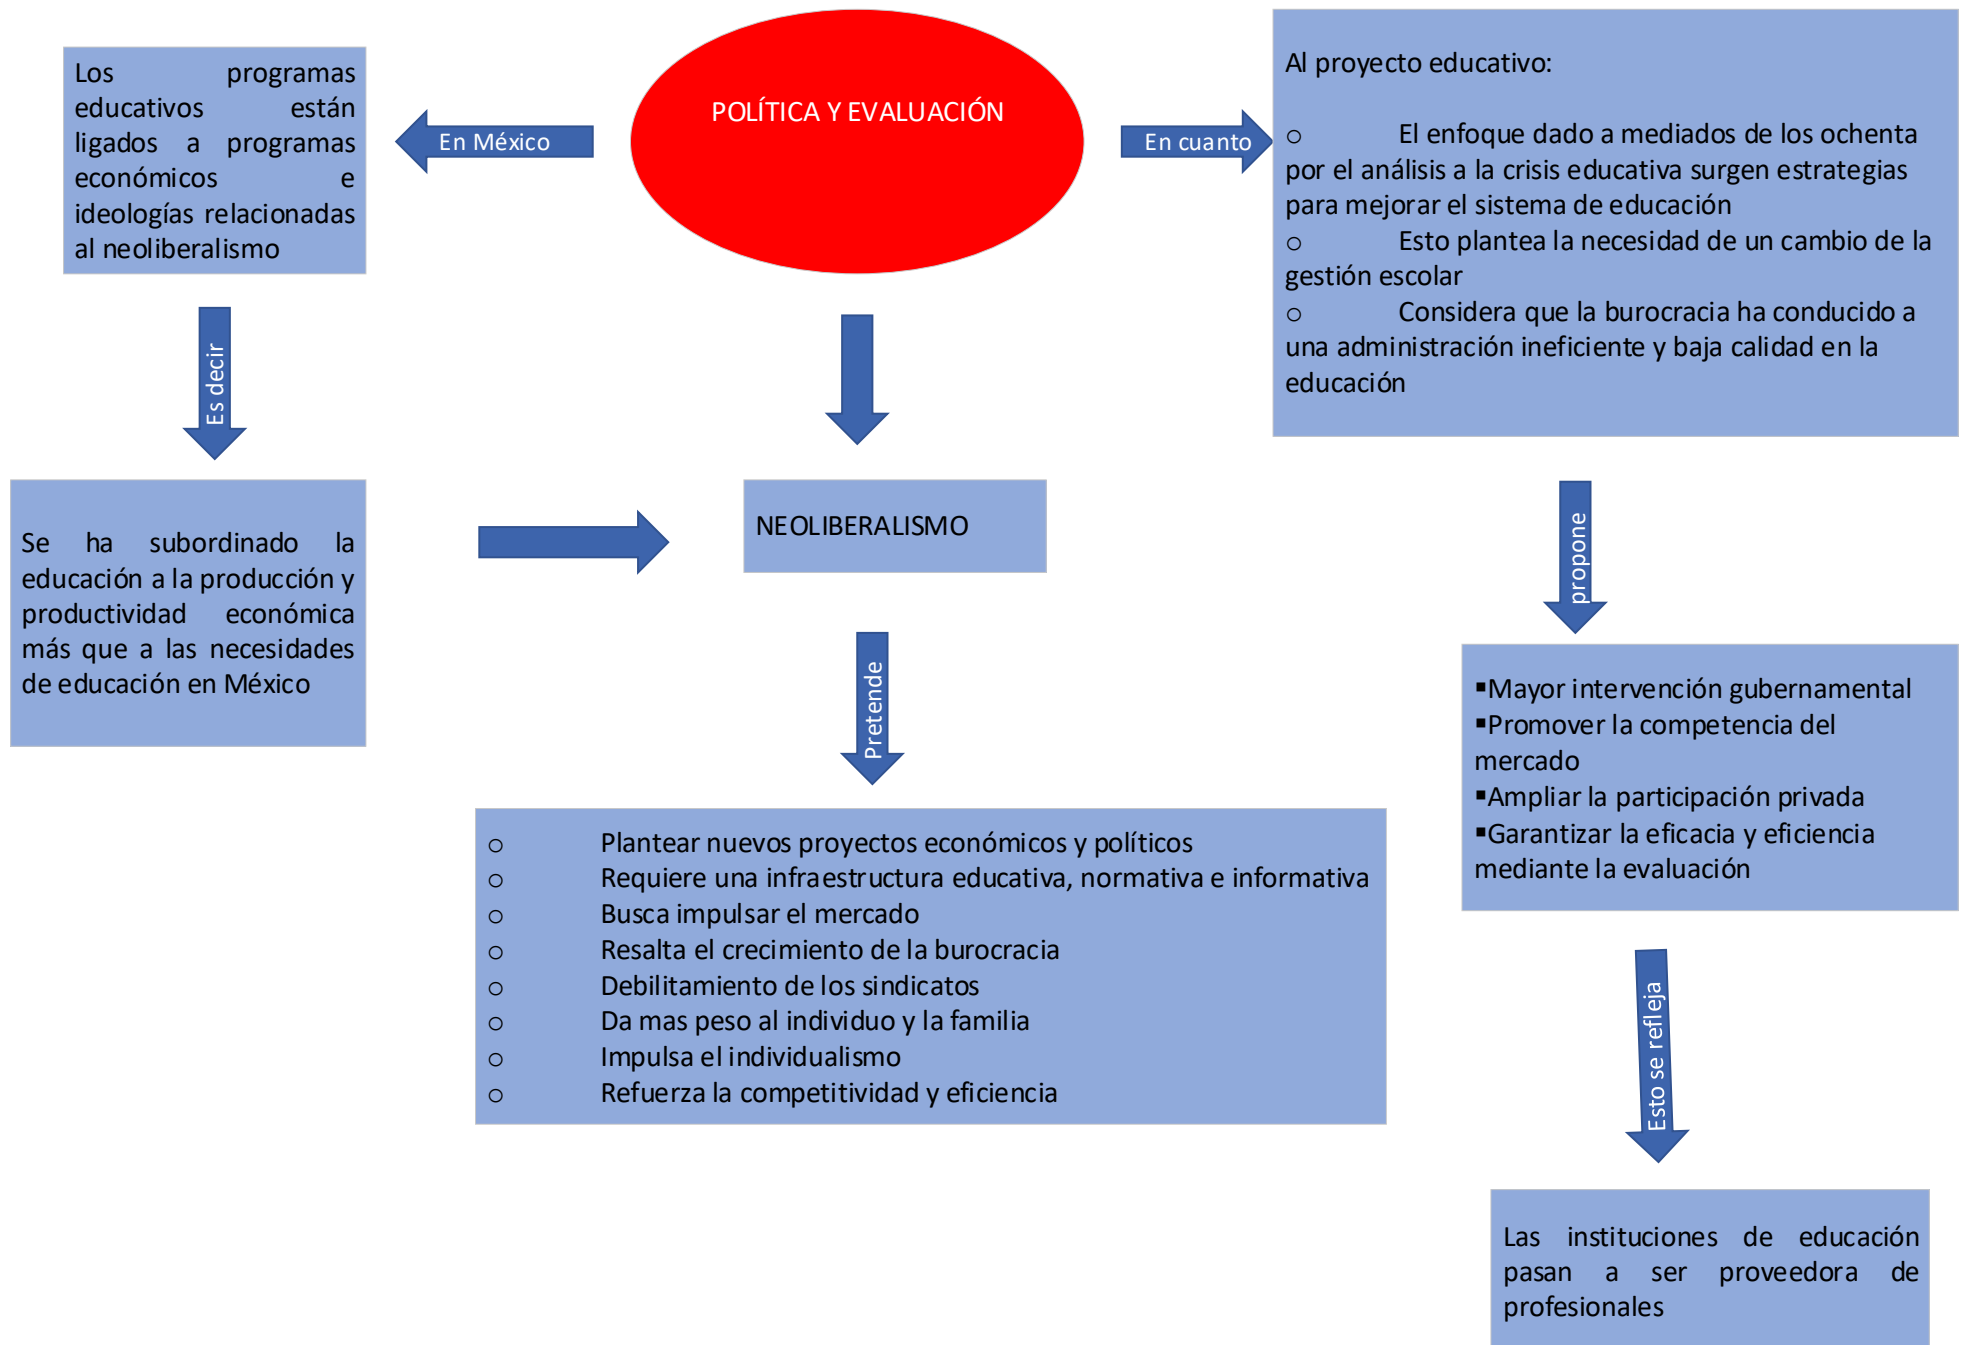 POLÍTICA Y EVALUACIÓN
En México
Los programas
educativos están
ligados a programas
económicos e
ideologías relacionadas
al neoliberalismo
Es decir
Se ha subordinado la
educación a la producción y
productividad económica
más que a las necesidades
de educación en México
NEOLIBERALISMO
Pretende
o Plantear nuevos proyectos económicos y políticos
o Requiere una infraestructura educativa, normativa e informativa
o Busca impulsar el mercado
o Resalta el crecimiento de la burocracia
o Debilitamiento de los sindicatos
o Da mas peso al individuo y la familia
o Impulsa el individualismo
o Refuerza la competitividad y eficiencia
En cuanto
Al proyecto educativo:
o El enfoque dado a mediados de los ochenta
por el análisis a la crisis educativa surgen estrategias
para mejorar el sistema de educación
o Esto plantea la necesidad de un cambio de la
gestión escolar
o Considera que la burocracia ha conducido a
una administración ineficiente y baja calidad en la
educación
propone
▪Mayor intervención gubernamental
▪Promover la competencia del
mercado
▪Ampliar la participación privada
▪Garantizar la eficacia y eficiencia
mediante la evaluación
Esto se refleja
Las instituciones de educación
pasan a ser proveedora de
profesionales